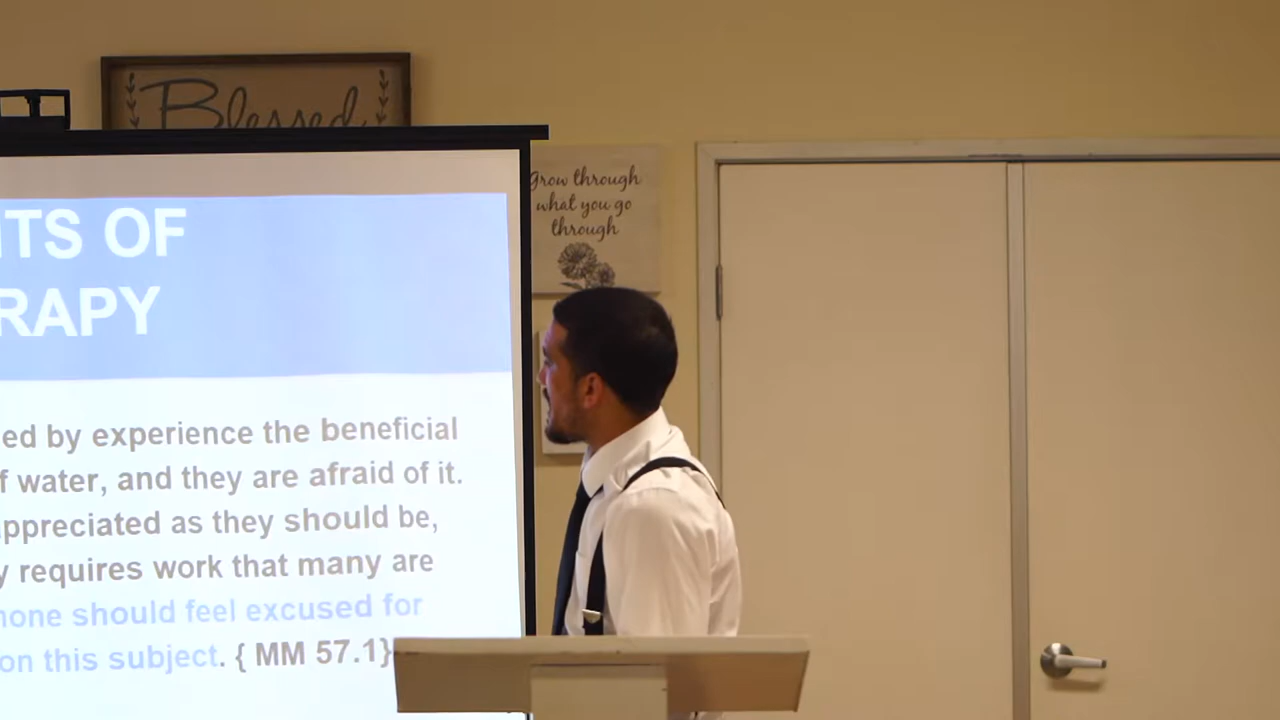 Blessed
Grow through
what you go
through
TS OF
RAPY
ed by experience the beneficial
f water, and they are afraid of it.
appreciated as they should be,
y requires work that many are
none should feel excused for
on this subject. { MM 57.1}